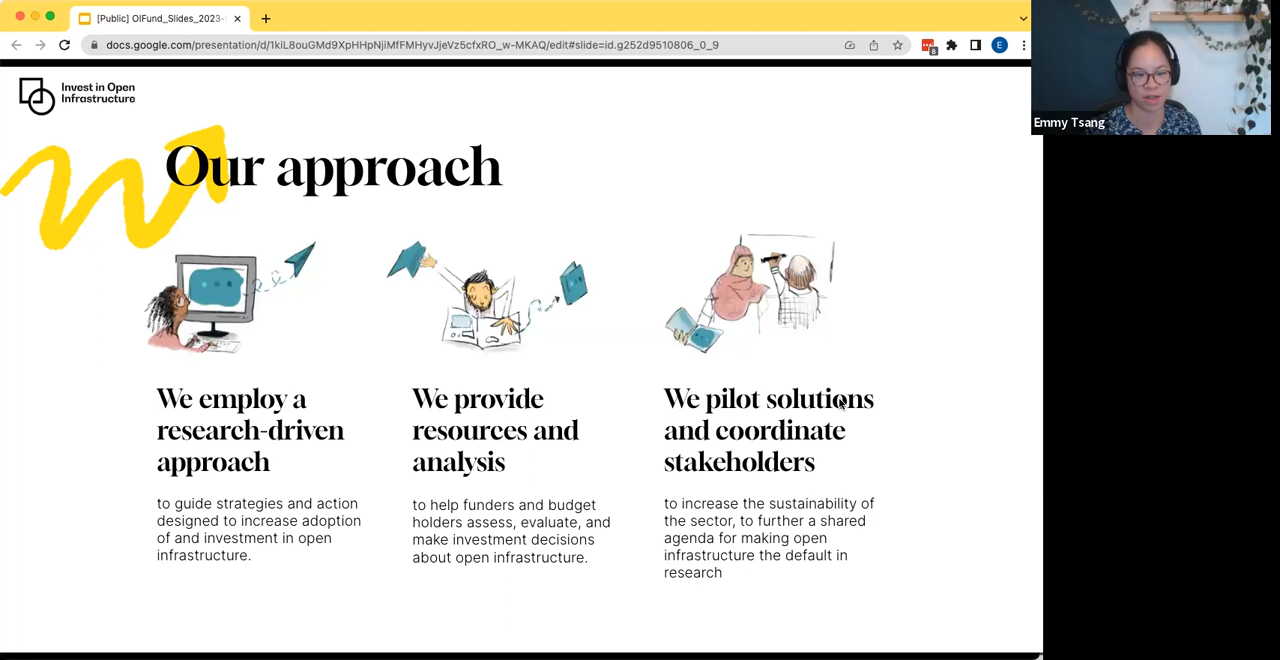 [Public] OIFund_Slides_2023-
docs.google.com/presentation/d/1kiL8ouGMd9XpHHpNjiMfFMHyvJjeVz5cfxRO_w-MKAQ/edit#slide=id.g252d9510806_0_9
8
E
Emmy Tsang
Invest in Open
Infrastructure
Our approach
We employ a
research-driven
approach
to guide strategies and action
designed to increase adoption
of and investment in open
infrastructure.
We provide
resources and
analysis
to help funders and budget
holders assess, evaluate, and
make investment decisions
about open infrastructure.
We pilot solutions
and coordinate
stakeholders
to increase the sustainability of
the sector, to further a shared
agenda for making open
infrastructure the default in
research